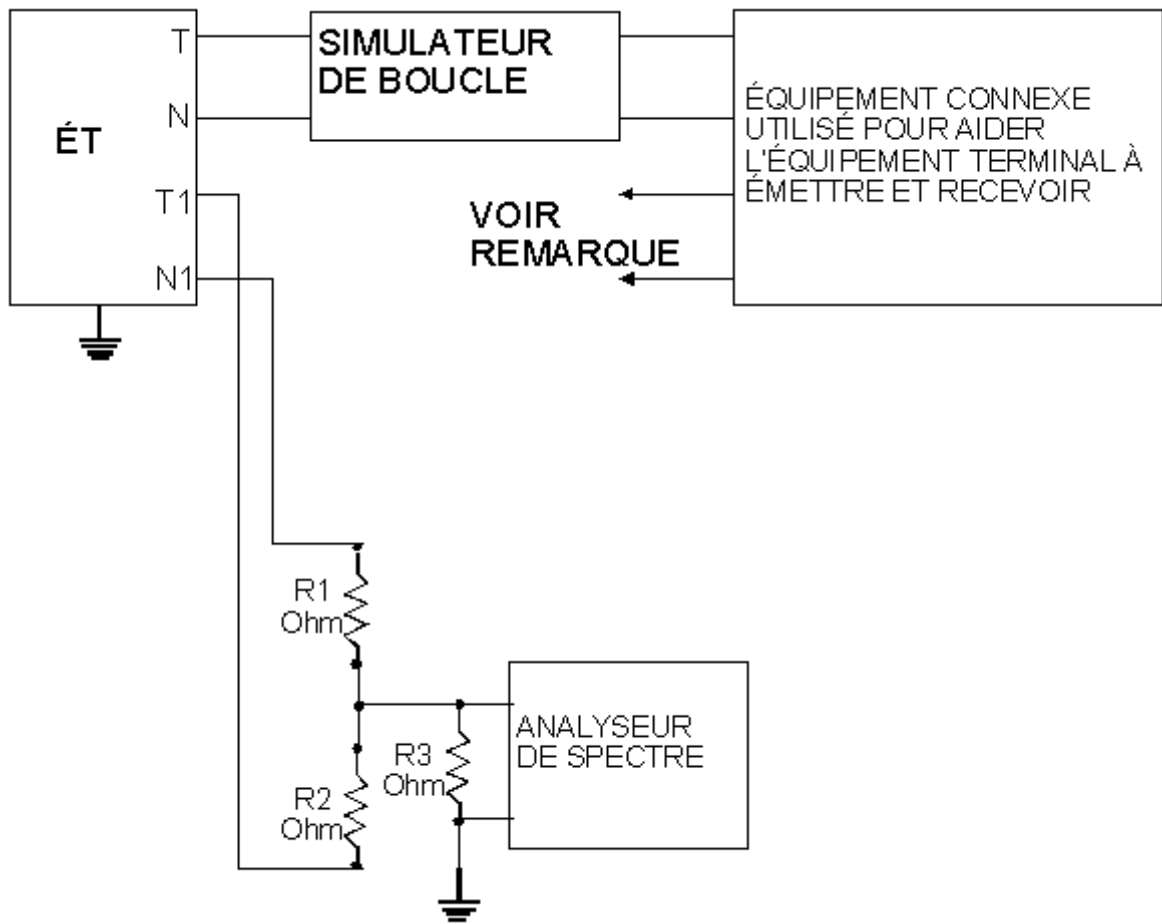 T
N
ÉT
T1
N1
SIMULATEUR
DE BOUCLE
ÉQUIPEMENT CONNEXE
UTILISÉ POUR AIDER
L'ÉQUIPEMENT TERMINAL À
ÉMETTRE ET RECEVOIR
VOIR
REMARQUE
R1
Ohm
R2
Ohm
R3
Ohm
ANALYSEUR
DE SPECTRE